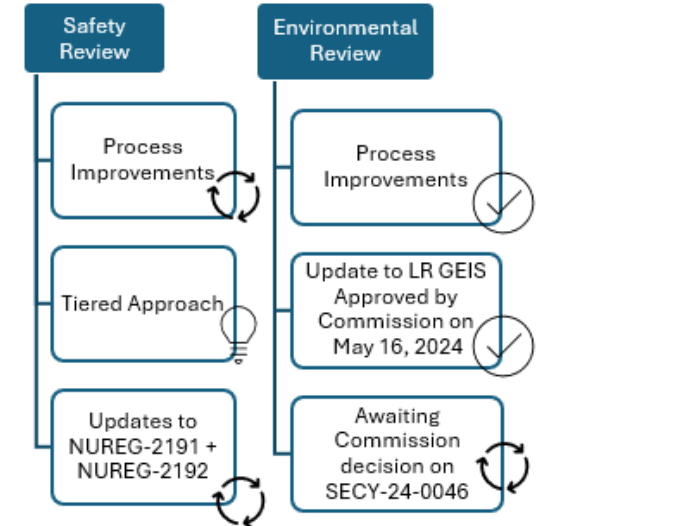 Safety
Review
Process
Improvements
Tiered Approach
Updates to
NUREG-2191 +
NUREG-2192
Environmental
Review
Process
Improvements
Update to LR GEIS
Approved by
Commission on
May 16, 2024
Awaiting
Commission
decision on
SECY-24-0046